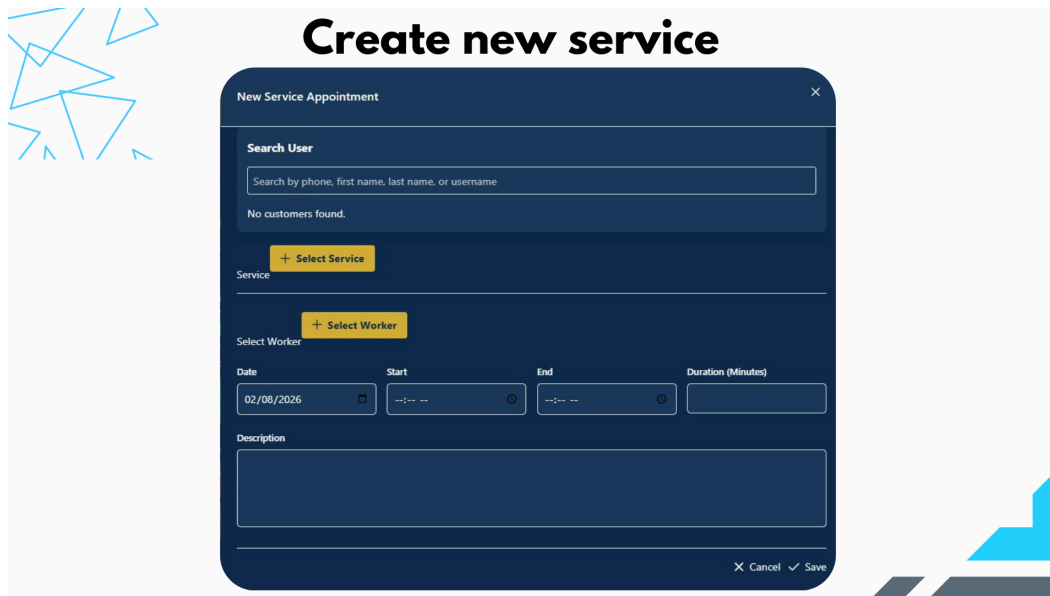 Create new service
New Service Appointment
Search User
Search by phone, first name, last name, or username
No customers found.
+ Select Service
Service
+ Select Worker
Select Worker
Date Start End Duration (Minutes)
02/08/2026 --:-- -- --:-- --
Description
Cancel Save